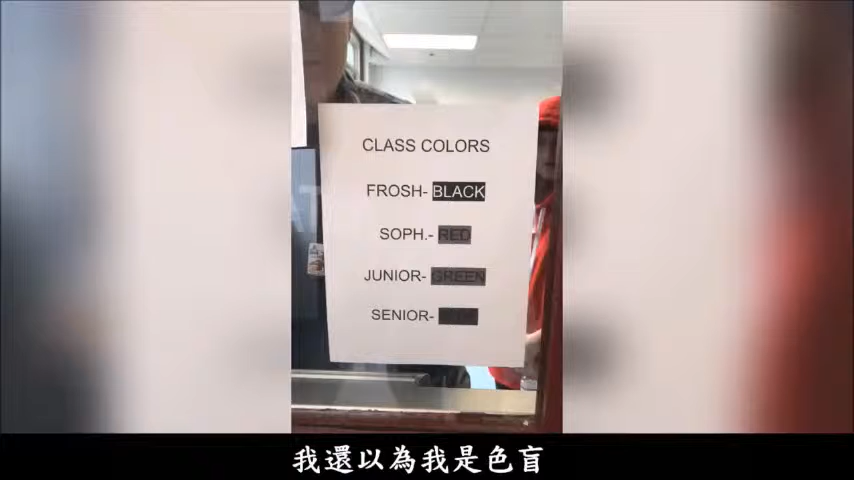 CLASS COLORS
FROSH- BLACK
SOPH.- RED
JUNIOR- GREEN
SENIOR-
我還以為我是色盲